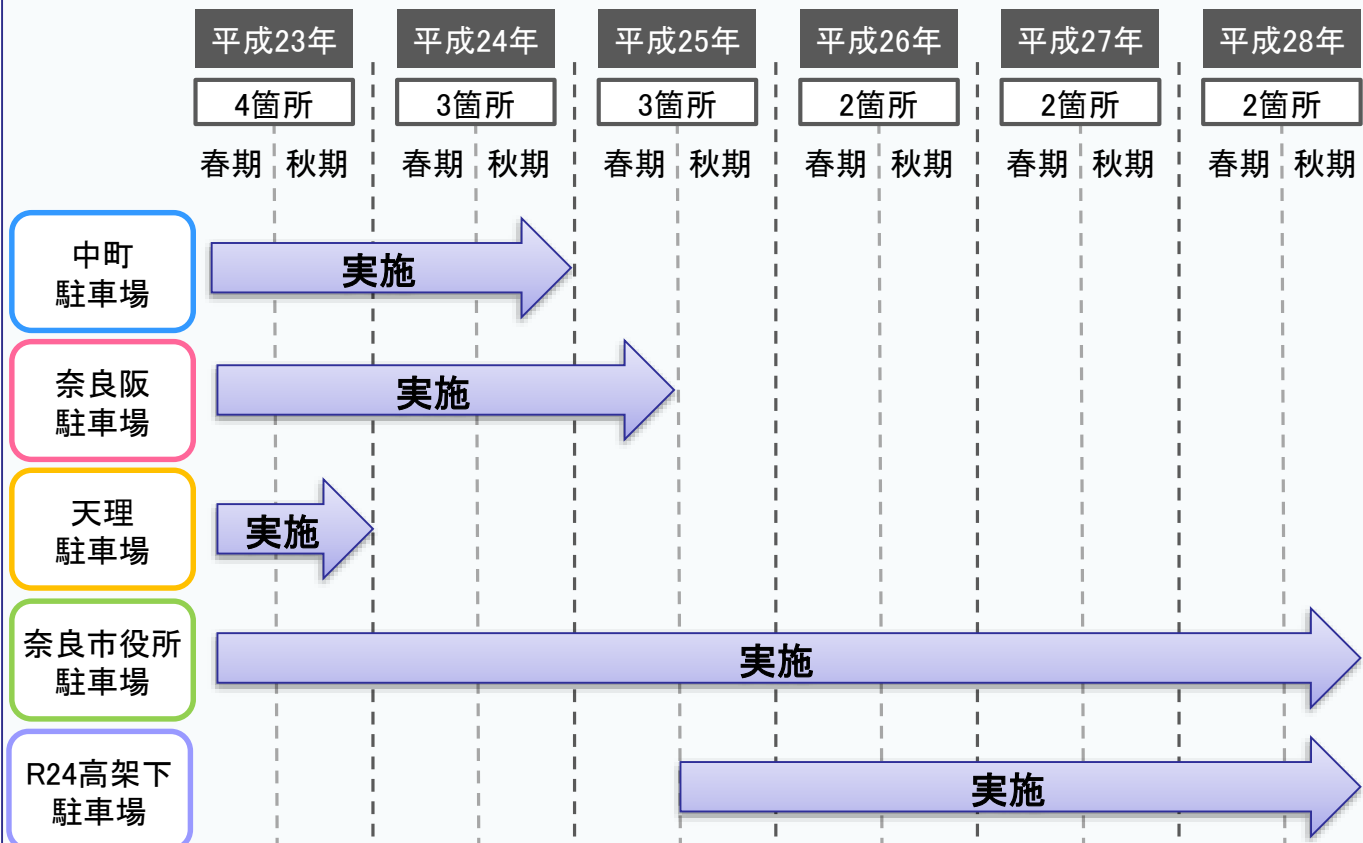 平成23年 平成24年 平成25年 平成26年 平成27年 平成28年
4箇所 3箇所 3箇所 2箇所 2箇所 2箇所
春期 秋期 春期 秋期 春期 秋期 春期 秋期 春期 秋期 春期 秋期
中町
駐車場
実施
奈良阪
駐車場
実施
天理
駐車場
実施
奈良市役所
駐車場
実施
R24高架下
駐車場
実施